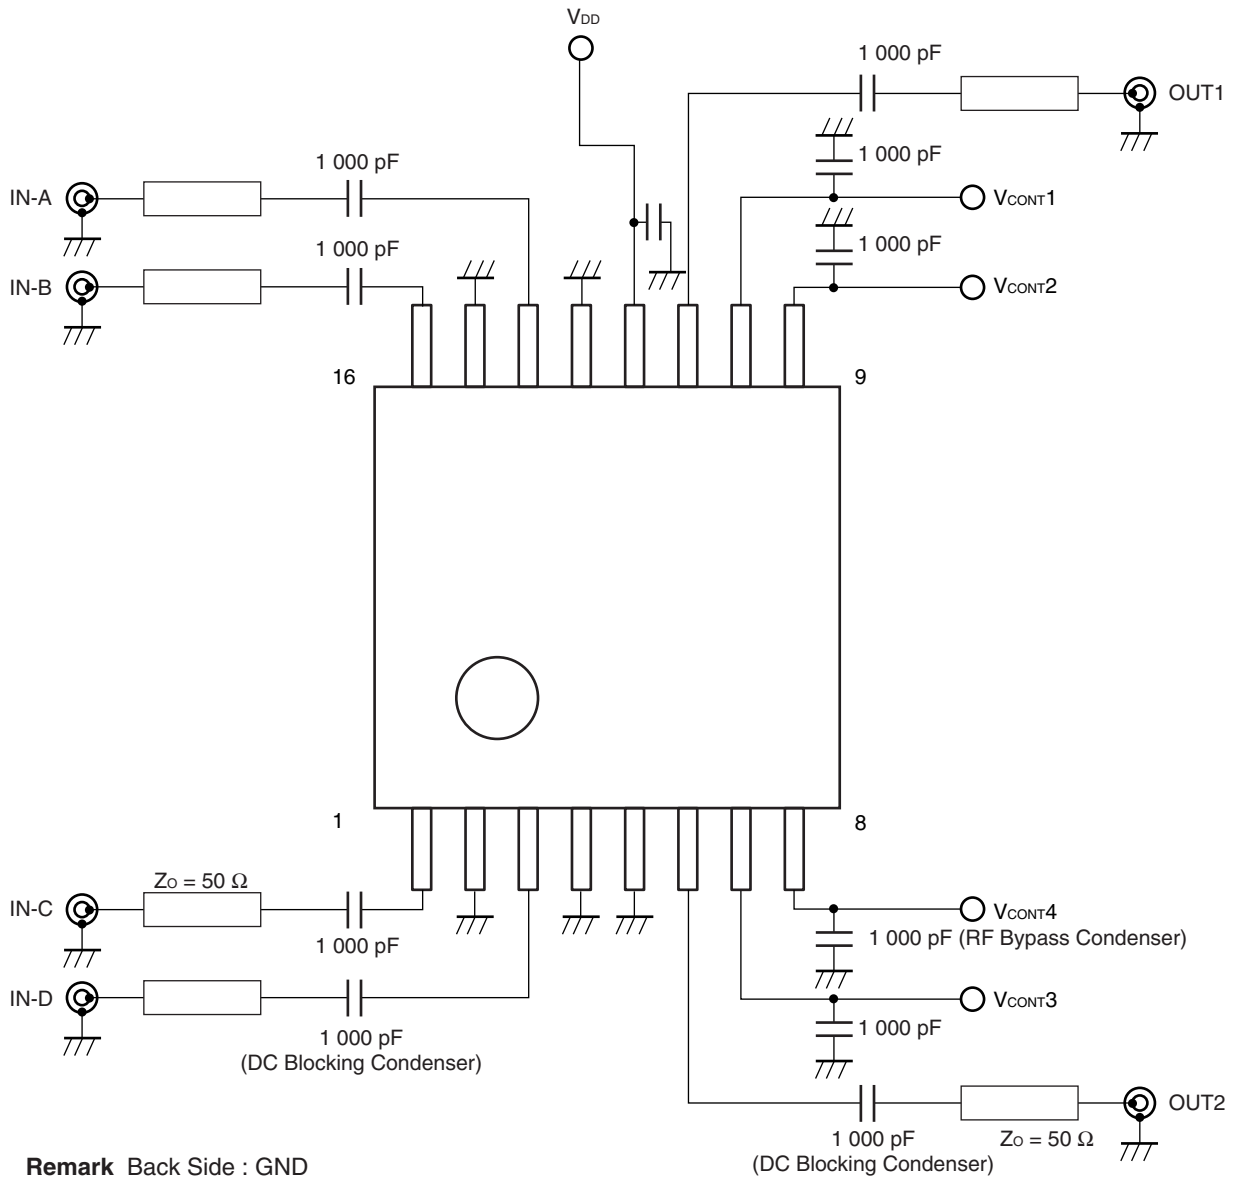 VDD
1 000 pF
OUT1
1 000 pF
1 000 pF
IN-A
VCONT1
1 000 pF
1 000 pF
IN-B
VCONT2
16
9
1
8
ZO = 50 Ω
IN-C
VCONT4
1 000 pF
1 000 pF (RF Bypass Condenser)
IN-D
VCONT3
1 000 pF
1 000 pF
(DC Blocking Condenser)
OUT2
1 000 pF
ZO = 50 Ω
(DC Blocking Condenser)
Remark Back Side : GND